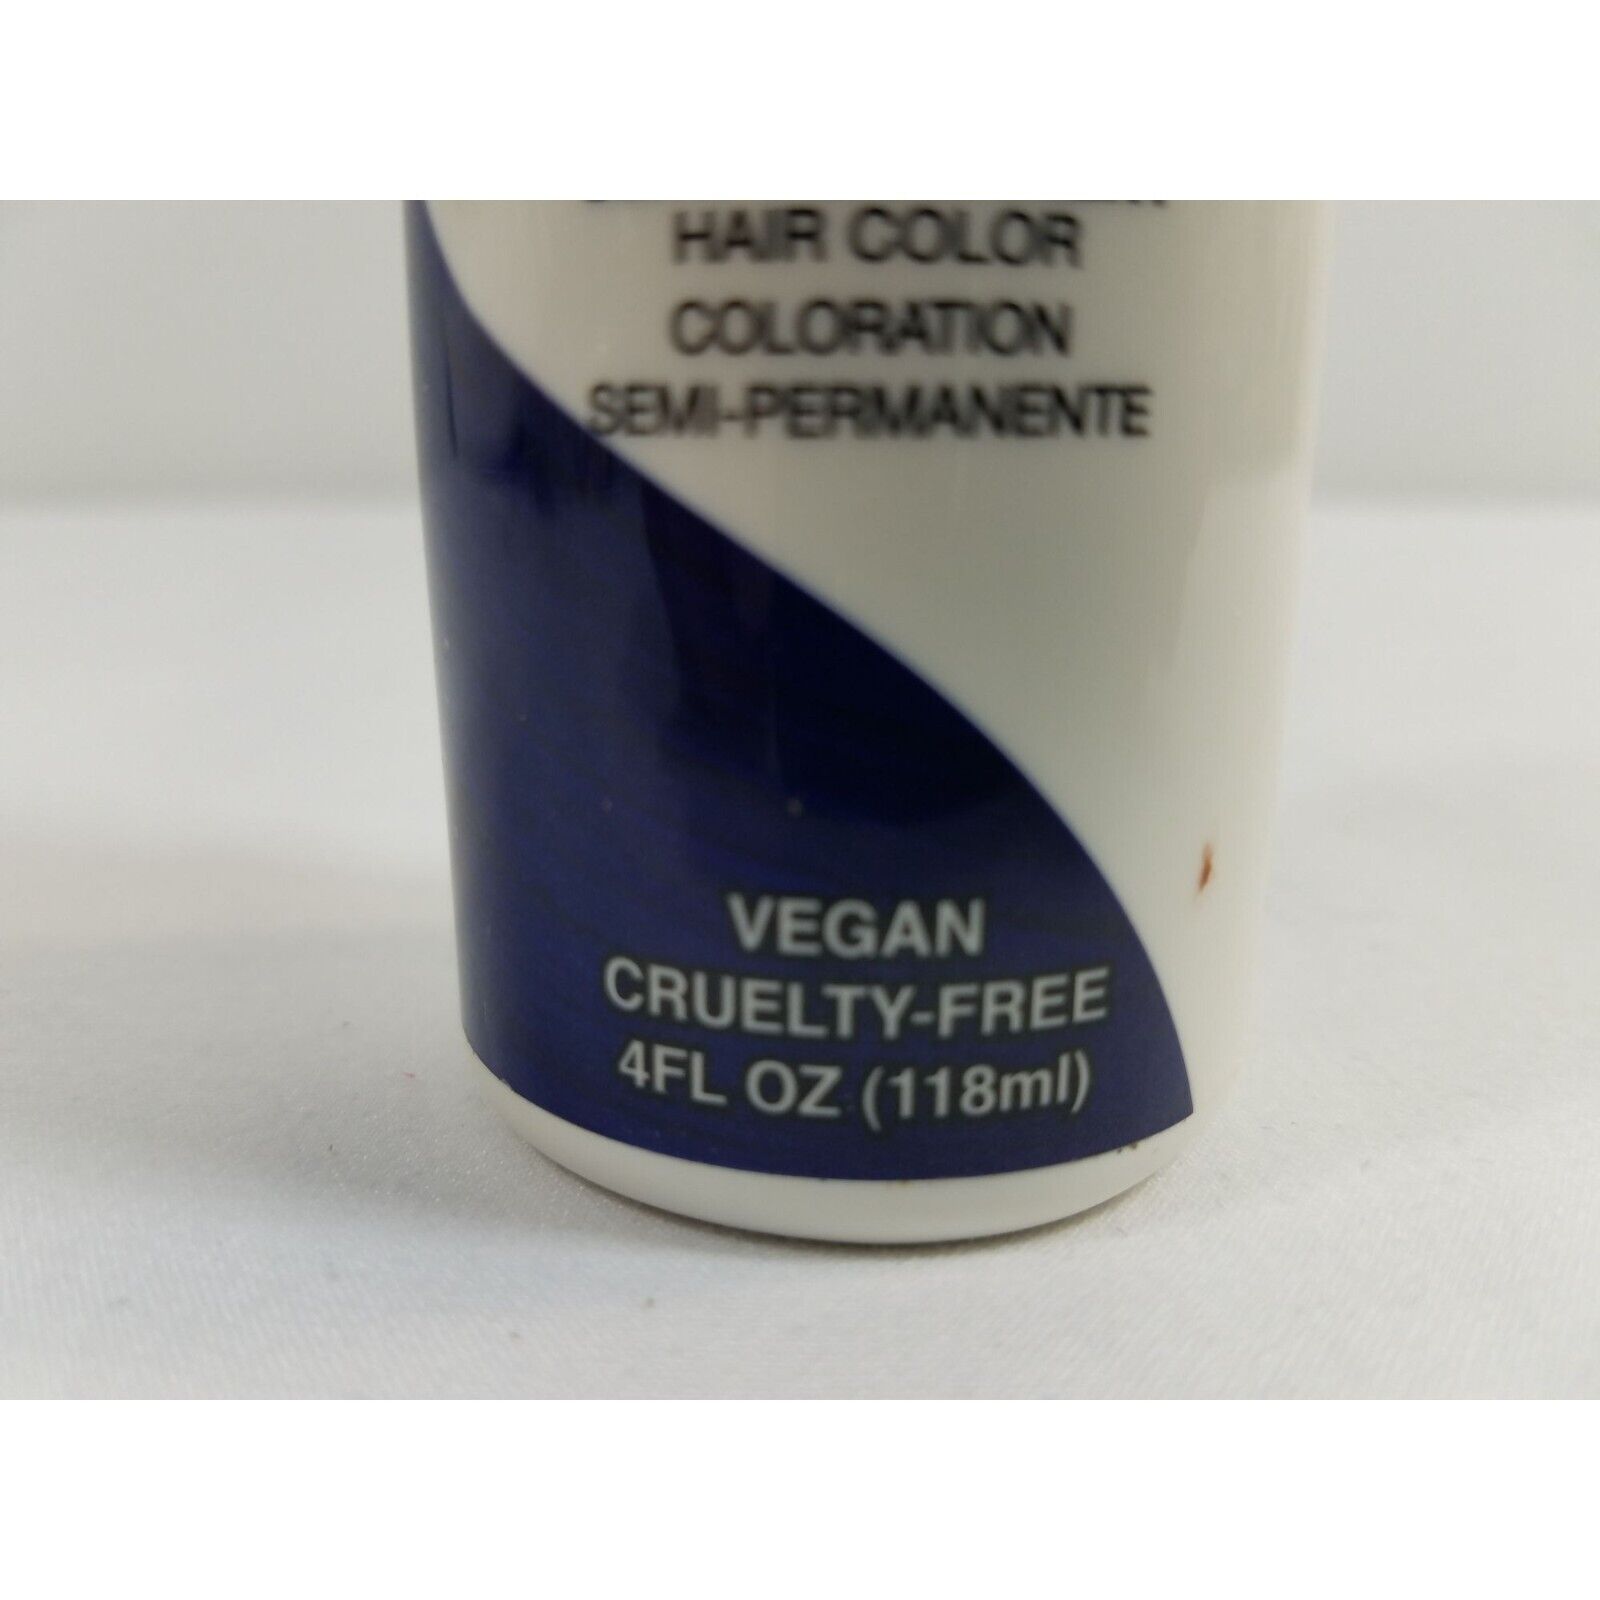 HAIR COLOR
COLORATION
SEMI-PERMANENTE
VEGAN
CRUELTY-FREE
4FL OZ (118ml)